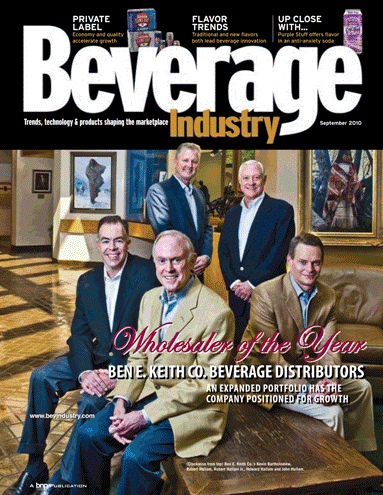 PRIVATE
LABEL
Economy and quality
accelerate growth
FLAVOR
TRENDS
Traditional and new flavors
both lead beverage innovation
UP CLOSE
WITH...
Purple Stuff offers flavor
in an anti-anxiety soda
Beverage
Industry
Trends, technology & products shaping the marketplace
September 2010
Wholesaler of the Year
BEN E. KEITH CO. BEVERAGE DISTRIBUTORS
AN EXPANDED PORTFOLIO HAS THE
COMPANY POSITIONED FOR GROWTH
www.bevindustry.com
(Clockwise from top) Ben E. Keith Co.'s Kevin Bartholomew,
Robert Hallam, Robert Hallam Jr., Howard Hallam and John Hallam.
A bnp PUBLICATION